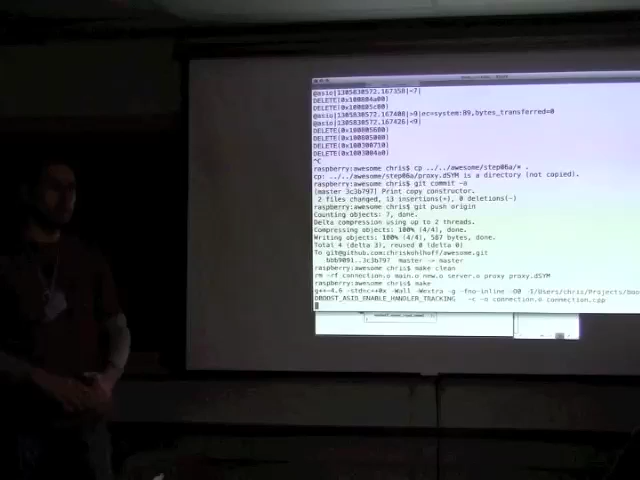 @asio|1305830572.167358|<7|
DELETE(0x100804a00)
DELETE(0x100805c00)
@asio|1305830572.167408|>9|ec=system:89,bytes_transferred=0
@asio|1305830572.167426|<9|
DELETE(0x100805600)
DELETE(0x100805000)
DELETE(0x100300710)
DELETE(0x1003004a0)
^C
raspberry:awesome chris$ cp ../../awesome/step06a/* .
cp: ../../awesome/step06a/proxy.dSYM is a directory (not copied).
raspberry:awesome chris$ git commit -a
[master 3c3b797] Print copy constructor.
2 files changed, 13 insertions(+), 0 deletions(-)
raspberry:awesome chris$ git push origin
Counting objects: 7, done.
Delta compression using up to 2 threads.
Compressing objects: 100% (4/4), done.
Writing objects: 100% (4/4), 587 bytes, done.
Total 4 (delta 3), reused 0 (delta 0)
To git@github.com:chriskohlhoff/awesome.git
bbb9091..3c3b797 master -> master
raspberry:awesome chris$ make clean
rm -rf connection.o main.o new.o server.o proxy proxy.dSYM
raspberry:awesome chris$ make
g++-4.6 -std=c++0x -Wall -Wextra -g -fno-inline -O0 -I/Users/chris/Projects/boo
DBOOST_ASIO_ENABLE_HANDLER_TRACKING -c -o connection.o connection.cpp